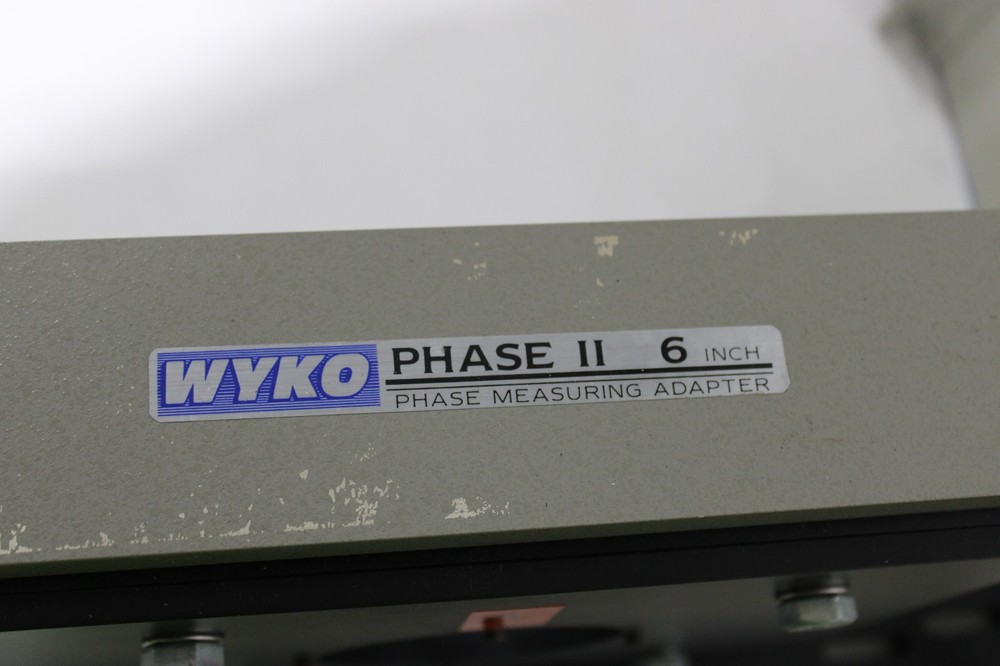 WYKO PHASE II 6 INCH
PHASE MEASURING ADAPTER